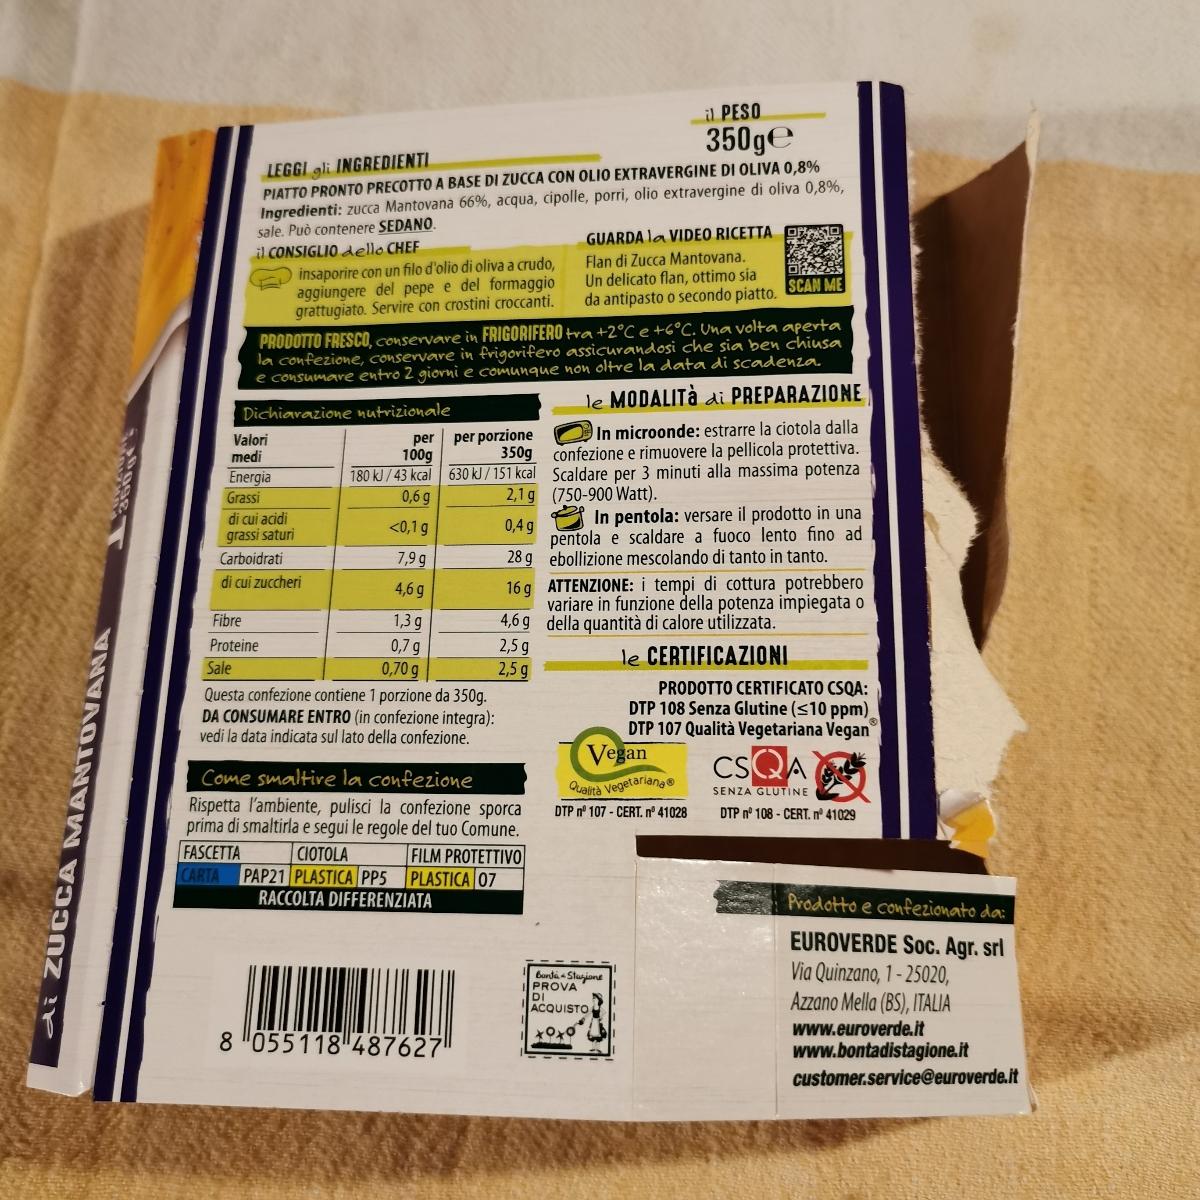 il PESO
350g℮
LEGGI gli INGREDIENTI
PIATTO PRONTO PRECOTTO A BASE DI ZUCCA CON OLIO EXTRAVERGINE DI OLIVA 0,8%
Ingredienti: zucca Mantovana 66%, acqua, cipolle, porri, olio extravergine di oliva 0,8%,
sale. Può contenere SEDANO.
il CONSIGLIO dello CHEF
insaporire con un filo d'olio di oliva a crudo,
aggiungere del pepe e del formaggio
grattugiato. Servire con crostini croccanti.
GUARDA la VIDEO RICETTA
Flan di Zucca Mantovana.
Un delicato flan, ottimo sia
da antipasto o secondo piatto.
SCAN ME
PRODOTTO FRESCO, conservare in FRIGORIFERO tra +2°C e +6°C. Una volta aperta
la confezione, conservare in frigorifero assicurandosi che sia ben chiusa
e consumare entro 2 giorni e comunque non oltre la data di scadenza.
Dichiarazione nutrizionale
Valori medi per 100g per porzione 350g
Energia 180 kJ / 43 kcal 630 kJ / 151 kcal
Grassi 0,6 g 2,1 g
di cui acidi grassi saturi <0,1 g 0,4 g
Carboidrati 7,9 g 28 g
di cui zuccheri 4,6 g 16 g
Fibre 1,3 g 4,6 g
Proteine 0,7 g 2,5 g
Sale 0,70 g 2,5 g
Questa confezione contiene 1 porzione da 350g.
DA CONSUMARE ENTRO (in confezione integra):
vedi la data indicata sul lato della confezione.
le MODALITà di PREPARAZIONE
In microonde: estrarre la ciotola dalla
confezione e rimuovere la pellicola protettiva.
Scaldare per 3 minuti alla massima potenza
(750-900 Watt).
In pentola: versare il prodotto in una
pentola e scaldare a fuoco lento fino ad
ebollizione mescolando di tanto in tanto.
ATTENZIONE: i tempi di cottura potrebbero
variare in funzione della potenza impiegata o
della quantità di calore utilizzata.
le CERTIFICAZIONI
PRODOTTO CERTIFICATO CSQA:
DTP 108 Senza Glutine (≤10 ppm)
DTP 107 Qualità Vegetariana Vegan®
Vegan
Qualità Vegetariana®
DTP n° 107 - CERT. n° 41028
CSQA
SENZA GLUTINE
DTP n° 108 - CERT. n° 41029
Come smaltire la confezione
Rispetta l'ambiente, pulisci la confezione sporca
prima di smaltirla e segui le regole del tuo Comune.
FASCETTA CIOTOLA FILM PROTETTIVO
CARTA PAP21 PLASTICA PP5 PLASTICA 07
RACCOLTA DIFFERENZIATA
8 055118 487627
Bontà di Stagione
PROVA
DI
ACQUISTO
Prodotto e confezionato da:
EUROVERDE Soc. Agr. srl
Via Quinzano, 1 - 25020,
Azzano Mella (BS), ITALIA
www.euroverde.it
www.bontadistagione.it
customer.service@euroverde.it
di ZUCCA MANTOVANA